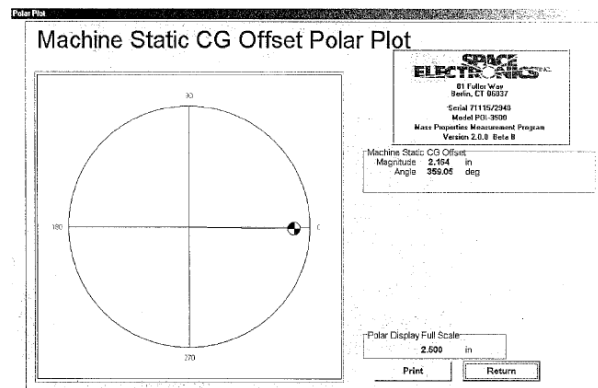 Polar Plot
Machine Static CG Offset Polar Plot
SPACE
ELECTRONICS INC.
81 Fuller Way
Berlin, CT 06037
Serial 71115/2940
Model POI-3500
Mass Properties Measurement Program
Version 2.0.0 Beta B
Machine Static CG Offset
Magnitude 2.164 in
Angle 359.05 deg
90
180
0
270
Polar Display Full Scale
2.500 in
Print
Return